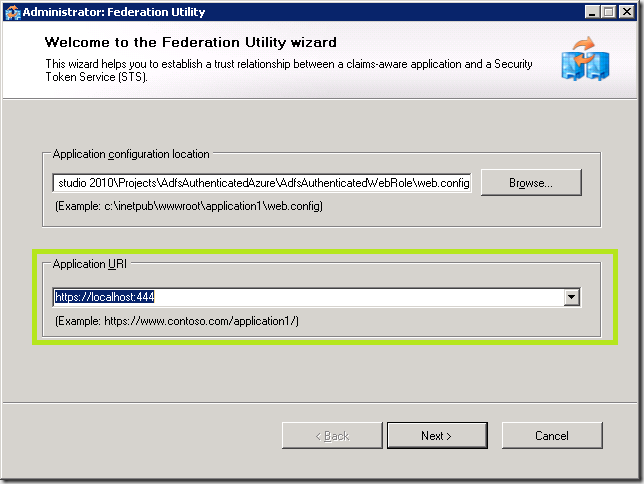 Administrator: Federation Utility
Welcome to the Federation Utility wizard
This wizard helps you to establish a trust relationship between a claims-aware application and a Security
Token Service (STS).
Application configuration location
studio 2010\Projects\AdfsAuthenticatedAzure\AdfsAuthenticatedWebRole\web.config
Browse...
(Example: c:\inetpub\wwwroot\application1\web.config)
Application URI
https://localhost:444
(Example: https://www.contoso.com/application1/)
< Back
Next >
Cancel